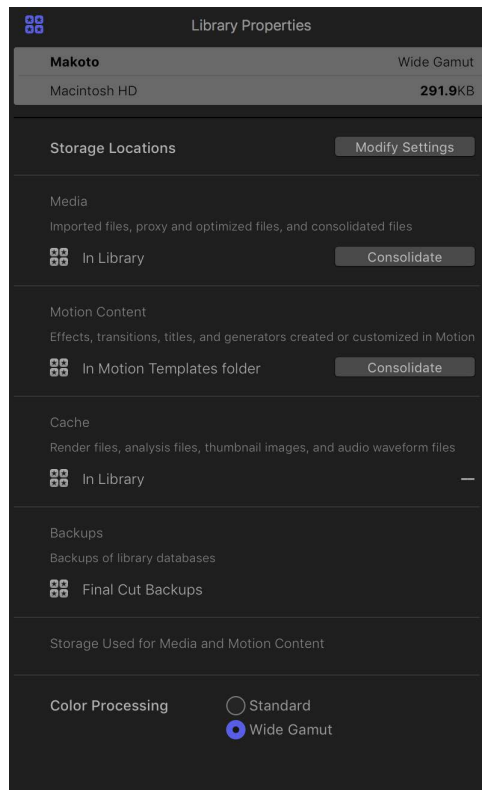 Library Properties
Makoto Wide Gamut
Macintosh HD 291.9KB
Storage Locations Modify Settings
Media
Imported files, proxy and optimized files, and consolidated files
In Library Consolidate
Motion Content
Effects, transitions, titles, and generators created or customized in Motion
In Motion Templates folder Consolidate
Cache
Render files, analysis files, thumbnail images, and audio waveform files
In Library —
Backups
Backups of library databases
Final Cut Backups
Storage Used for Media and Motion Content
Color Processing Standard
Wide Gamut